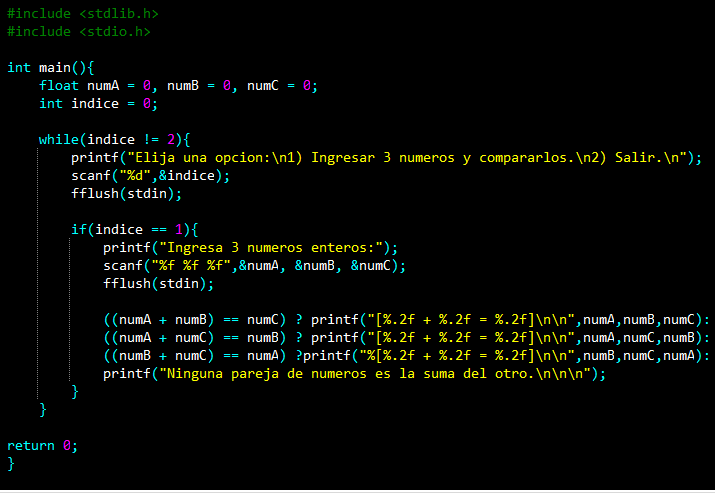 #include <stdlib.h>
#include <stdio.h>
int main(){
float numA = 0, numB = 0, numC = 0;
int indice = 0;
while(indice != 2){
printf("Elija una opcion:\n1) Ingresar 3 numeros y compararlos.\n2) Salir.\n");
scanf("%d",&indice);
fflush(stdin);
if(indice == 1){
printf("Ingresa 3 numeros enteros:");
scanf("%f %f %f",&numA, &numB, &numC);
fflush(stdin);
((numA + numB) == numC) ? printf("[%.2f + %.2f = %.2f]\n\n",numA,numB,numC):
((numA + numC) == numB) ? printf("[%.2f + %.2f = %.2f]\n\n",numA,numC,numB):
((numB + numC) == numA) ?printf("%[%.2f + %.2f = %.2f]\n\n",numB,numC,numA):
printf("Ninguna pareja de numeros es la suma del otro.\n\n\n");
}
}
return 0;
}